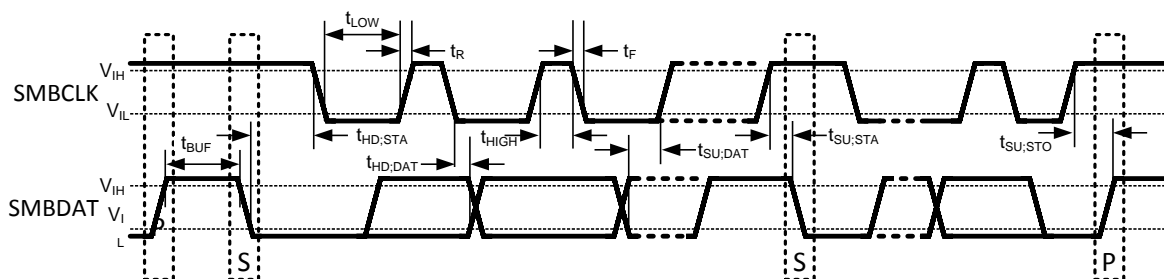 tLOW
tR
tF
VIH
SMBCLK
VIL
tBUF
tHD;STA
tHIGH
tSU;DAT
tSU;STA
tSU;STO
tHD;DAT
VIH
SMBDAT
VI
L
P
S
S
P